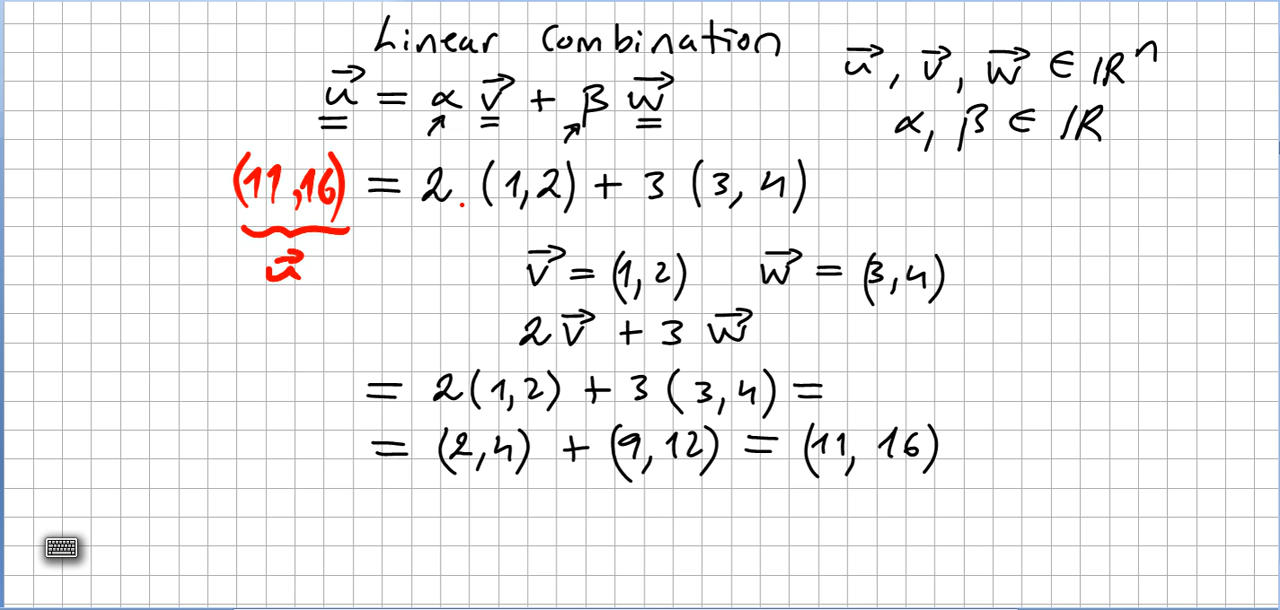 Linear Combination
u⃗ = α v⃗ + β w⃗
u⃗, v⃗, w⃗ ∈ ℝⁿ
α, β ∈ ℝ
(11,16) = 2 · (1,2) + 3 (3,4)
u⃗
v⃗ = (1,2) w⃗ = (3,4)
2 v⃗ + 3 w⃗
= 2(1,2) + 3(3,4) =
= (2,4) + (9,12) = (11, 16)